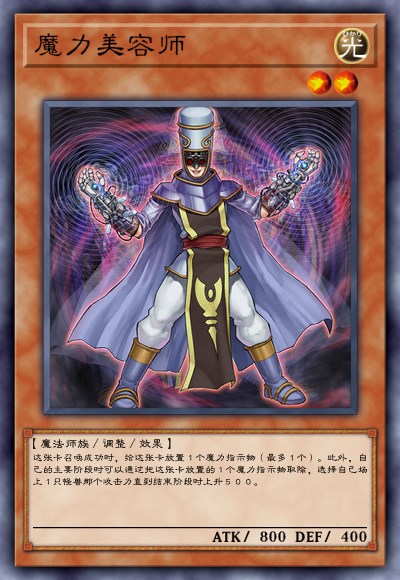 魔力美容师
ひかり
光
【魔法师族／调整／效果】
这张卡召唤成功时，给这张卡放置1个魔力指示物（最多1个）。此外，自
己的主要阶段时可以通过把这张卡放置的1个魔力指示物取除，选择自己场
上1只怪兽那个攻击力直到结束阶段时上升５００。
ATK/ 800 DEF/ 400